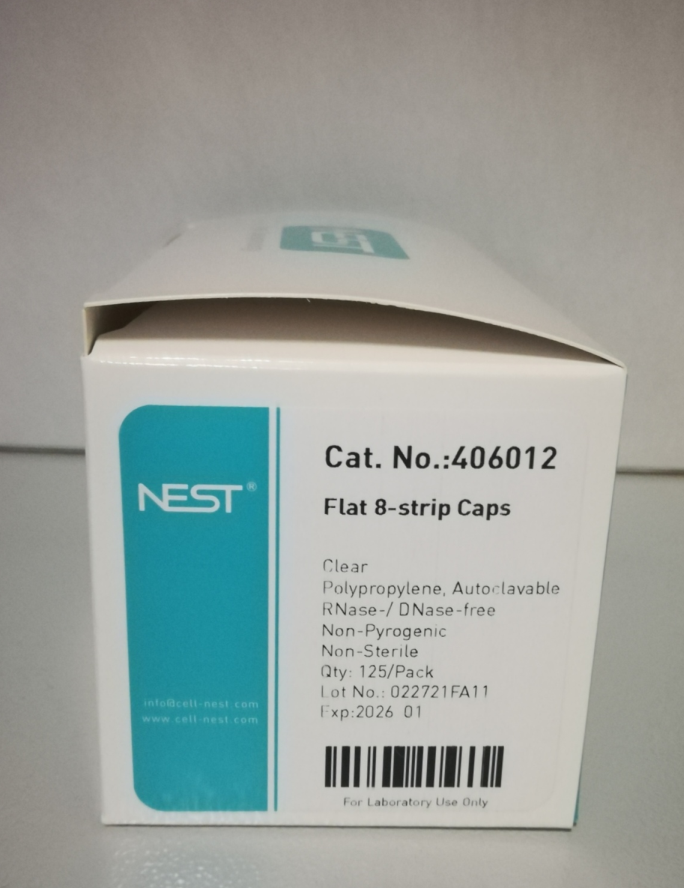 NEST®
info@cell-nest.com
www.cell-nest.com
Cat. No.:406012
Flat 8-strip Caps
Clear
Polypropylene, Autoclavable
RNase-/ DNase-free
Non-Pyrogenic
Non-Sterile
Qty: 125/Pack
Lot No.: 022721FA11
Exp:2026 01
For Laboratory Use Only